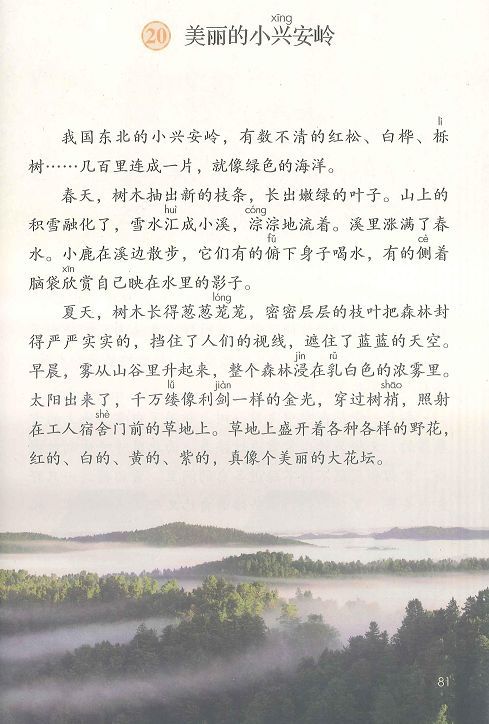 xīng
20 美丽的小兴安岭
lì
我国东北的小兴安岭，有数不清的红松、白桦、栎
树……几百里连成一片，就像绿色的海洋。
春天，树木抽出新的枝条，长出嫩绿的叶子。山上的
huì cóng
积雪融化了，雪水汇成小溪，淙淙地流着。溪里涨满了春
fǔ cè
水。小鹿在溪边散步，它们有的俯下身子喝水，有的侧着
xīn
脑袋欣赏自己映在水里的影子。
lóng
夏天，树木长得葱葱茏茏，密密层层的枝叶把森林封
得严严实实的，挡住了人们的视线，遮住了蓝蓝的天空。
jìn rǔ
早晨，雾从山谷里升起来，整个森林浸在乳白色的浓雾里。
lǚ jiàn shāo
太阳出来了，千万缕像利剑一样的金光，穿过树梢，照射
shè
在工人宿舍门前的草地上。草地上盛开着各种各样的野花，
红的、白的、黄的、紫的，真像个美丽的大花坛。
81